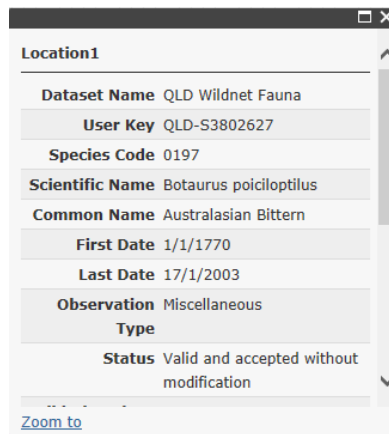 Location1
Dataset Name QLD Wildnet Fauna
User Key QLD-S3802627
Species Code 0197
Scientific Name Botaurus poiciloptilus
Common Name Australasian Bittern
First Date 1/1/1770
Last Date 17/1/2003
Observation Miscellaneous
Type
Status Valid and accepted without
modification
Zoom to